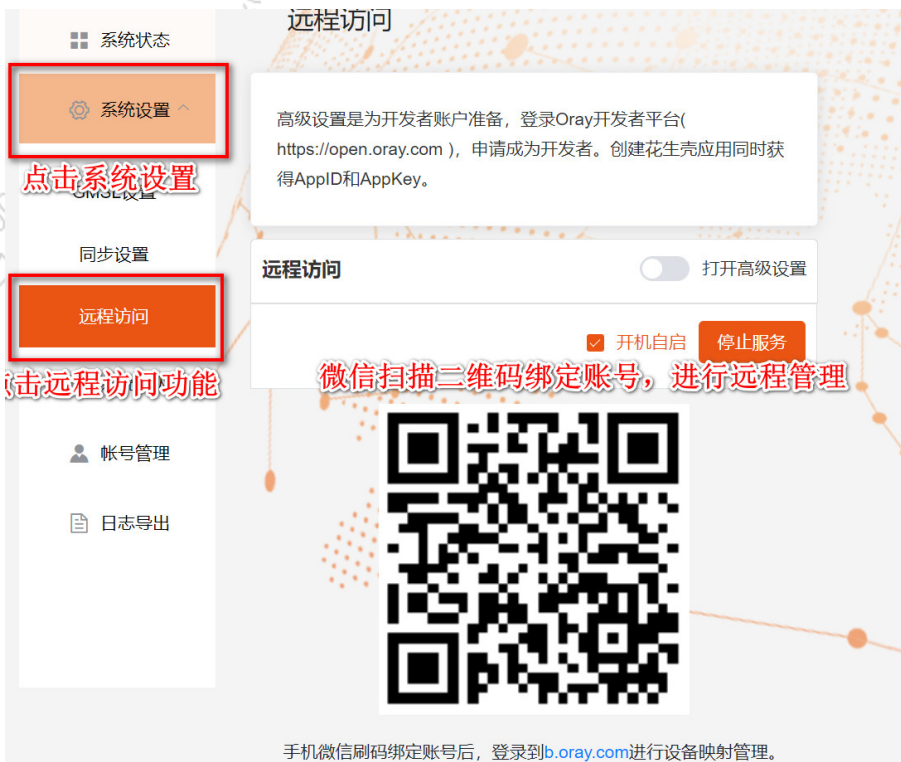 远程访问
系统状态
系统设置
点击系统设置
同步设置
远程访问
点击远程访问功能
帐号管理
日志导出
高级设置是为开发者账户准备，登录Oray开发者平台(
https://open.oray.com ），申请成为开发者。创建花生壳应用同时获
得AppID和AppKey。
远程访问
打开高级设置
开机自启
停止服务
微信扫描二维码绑定账号，进行远程管理
手机微信刷码绑定账号后，登录到b.oray.com进行设备映射管理。